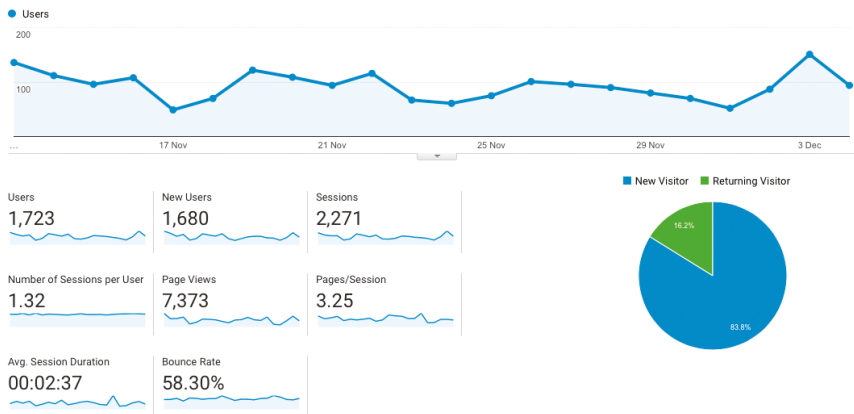 Users
200
100
...
17 Nov
21 Nov
25 Nov
29 Nov
3 Dec
New Visitor
Returning Visitor
Users
1,723
New Users
1,680
Sessions
2,271
Number of Sessions per User
1.32
Page Views
7,373
Pages/Session
3.25
Avg. Session Duration
00:02:37
Bounce Rate
58.30%
16.2%
83.8%